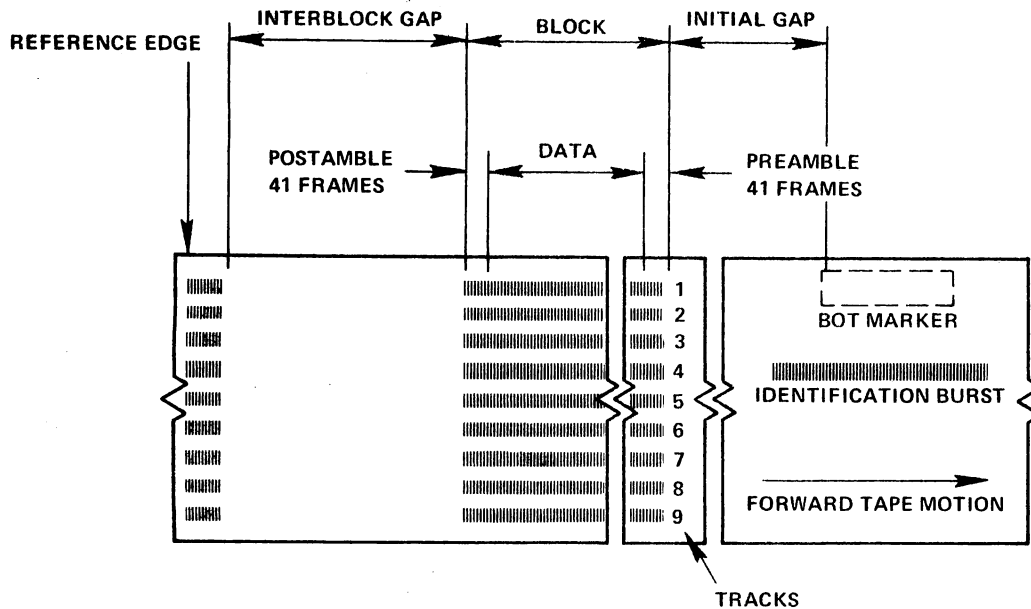 INTERBLOCK GAP
BLOCK
INITIAL GAP
REFERENCE EDGE
POSTAMBLE
41 FRAMES
DATA
PREAMBLE
41 FRAMES
1
2
3
4
5
6
7
8
9
BOT MARKER
IDENTIFICATION BURST
FORWARD TAPE MOTION
TRACKS